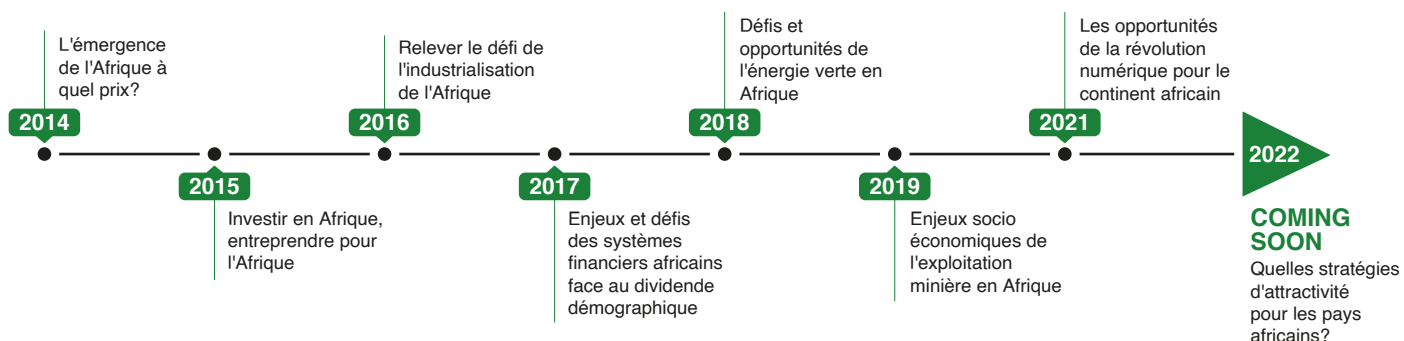 2014
L'émergence
de l'Afrique à
quel prix?
2015
Investir en Afrique,
entreprendre pour
l'Afrique
2016
Relever le défi de
l'industrialisation
de l'Afrique
2017
Enjeux et défis
des systèmes
financiers africains
face au dividende
démographique
2018
Défis et
opportunités de
l'énergie verte en
Afrique
2019
Enjeux socio
économiques de
l'exploitation
minière en Afrique
2021
Les opportunités
de la révolution
numérique pour le
continent africain
2022
COMING
SOON
Quelles stratégies
d'attractivité
pour les pays
africains?